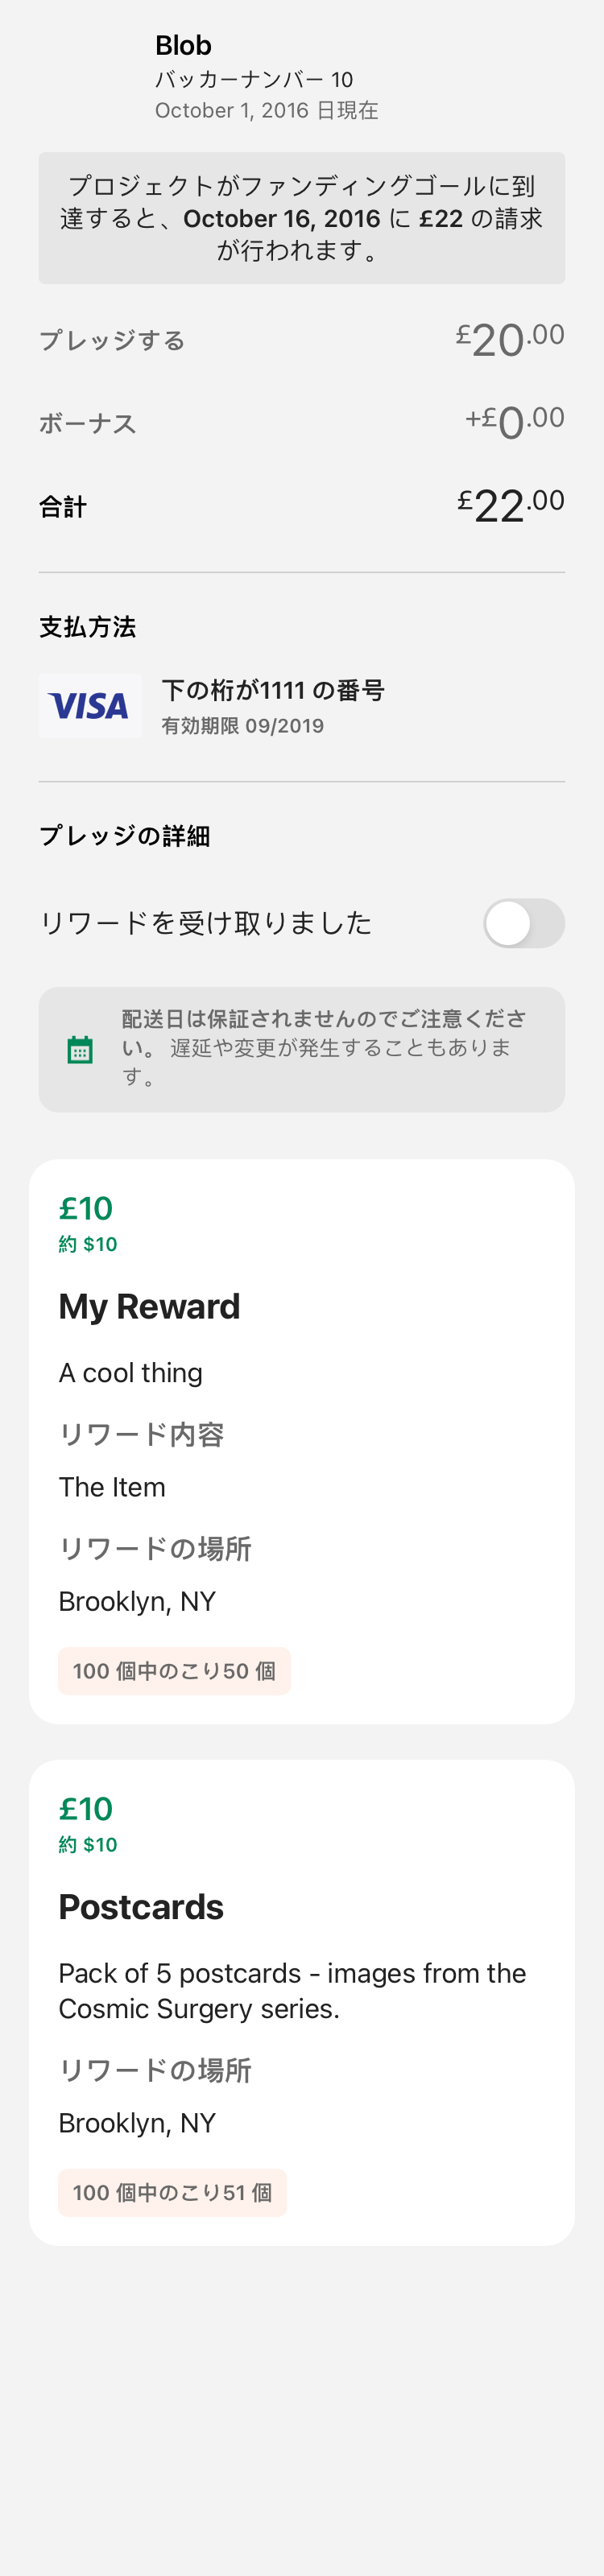 Blob
バッカーナンバー 10
October 1, 2016 日現在
プロジェクトがファンディングゴールに到
達すると、October 16, 2016 に £22 の請求
が行われます。
プレッジする £20.00
ボーナス +£0.00
合計 £22.00
支払方法
VISA
下の桁が1111 の番号
有効期限 09/2019
プレッジの詳細
リワードを受け取りました
配送日は保証されませんのでご注意くださ
い。 遅延や変更が発生することもありま
す。
£10
約 $10
My Reward
A cool thing
リワード内容
The Item
リワードの場所
Brooklyn, NY
100 個中のこり50 個
£10
約 $10
Postcards
Pack of 5 postcards - images from the
Cosmic Surgery series.
リワードの場所
Brooklyn, NY
100 個中のこり51 個